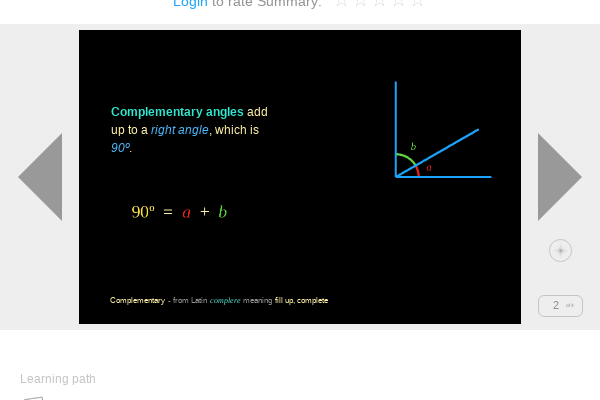 Login to rate Summary:
Complementary angles add
up to a right angle, which is
90º.
b
a
90º = a + b
Complementary - from Latin complere meaning fill up, complete
2
Learning path